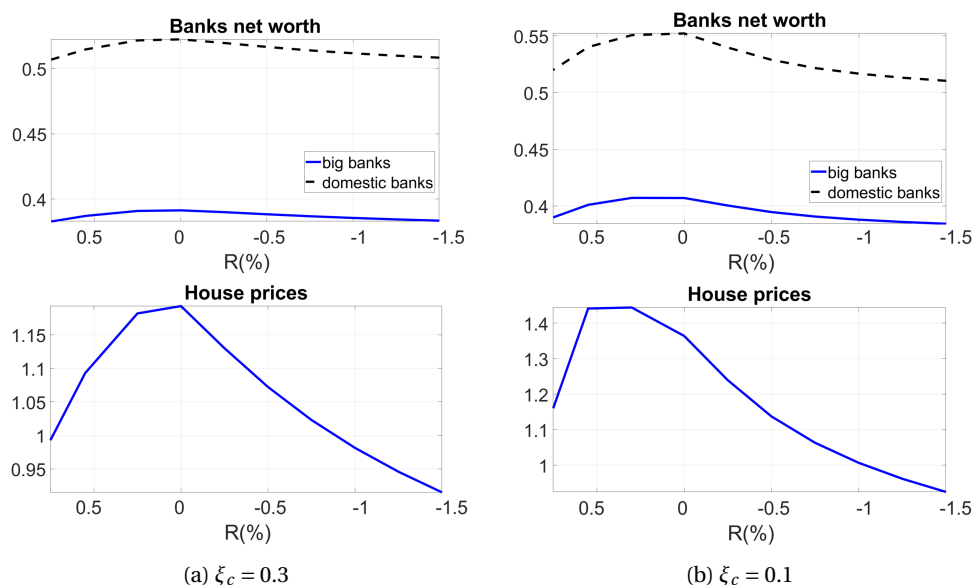 Banks net worth
0.5
0.45
0.4
big banks
domestic banks
0.5 0 -0.5 -1 -1.5
R(%)
House prices
1.15
1.1
1.05
1
0.95
0.5 0 -0.5 -1 -1.5
R(%)
(a) ξc = 0.3
Banks net worth
0.55
0.5
0.45
0.4
big banks
domestic banks
0.5 0 -0.5 -1 -1.5
R(%)
House prices
1.4
1.3
1.2
1.1
1
0.5 0 -0.5 -1 -1.5
R(%)
(b) ξc = 0.1